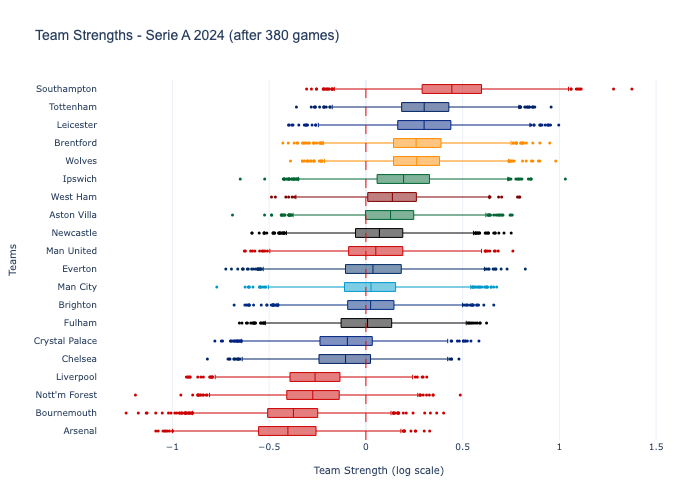 Team Strengths - Serie A 2024 (after 380 games)
Southampton
Tottenham
Leicester
Brentford
Wolves
Ipswich
West Ham
Aston Villa
Newcastle
Man United
Everton
Man City
Brighton
Fulham
Crystal Palace
Chelsea
Liverpool
Nott'm Forest
Bournemouth
Arsenal
Teams
−1 −0.5 0 0.5 1 1.5
Team Strength (log scale)